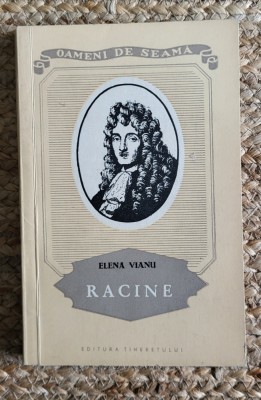 OAMENI DE SEAMĂ
ELENA VIANU
RACINE
EDITURA TINERETULUI